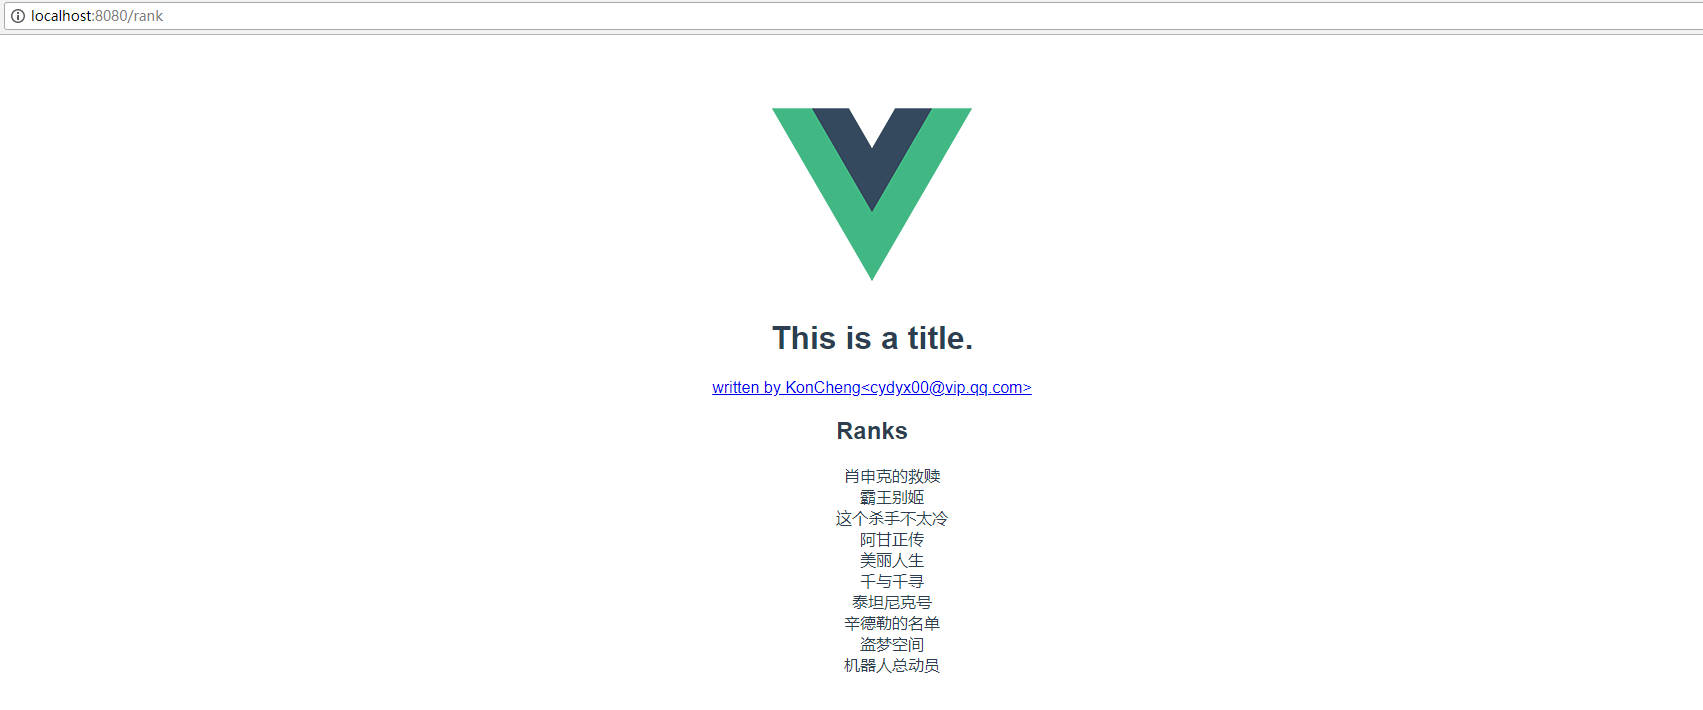 localhost:8080/rank
This is a title.
written by KonCheng<cydyx00@vip.qq.com>
Ranks
肖申克的救赎
霸王别姬
这个杀手不太冷
阿甘正传
美丽人生
千与千寻
泰坦尼克号
辛德勒的名单
盗梦空间
机器人总动员